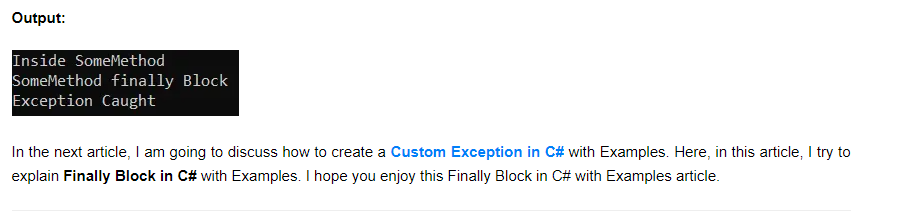 Output:
Inside SomeMethod
SomeMethod finally Block
Exception Caught
In the next article, I am going to discuss how to create a Custom Exception in C# with Examples. Here, in this article, I try to
explain Finally Block in C# with Examples. I hope you enjoy this Finally Block in C# with Examples article.